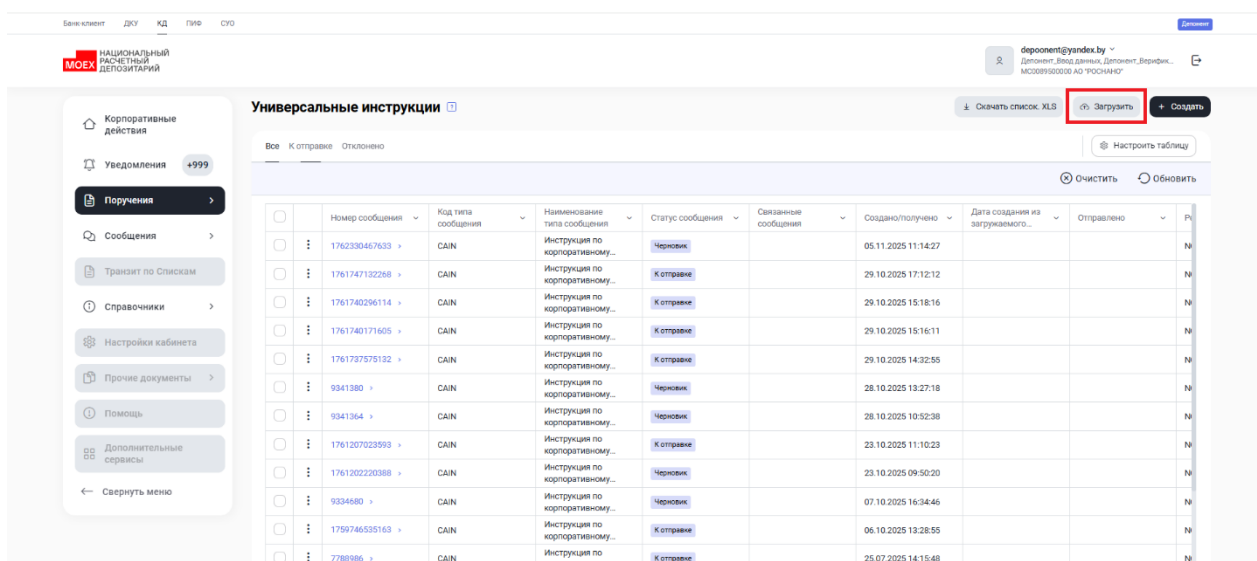 Банк-клиент ДКУ КД ПИФ СУО
Депонент
MOEX НАЦИОНАЛЬНЫЙ
РАСЧЕТНЫЙ
ДЕПОЗИТАРИЙ
depoonent@yandex.by
Депонент_Ввод данных, Депонент_Верифик...
MC0089500000 АО "РОСНАНО"
Корпоративные
действия
Уведомления +999
Поручения
Сообщения
Транзит по Спискам
Справочники
Настройки кабинета
Прочие документы
Помощь
Дополнительные
сервисы
Свернуть меню
Универсальные инструкции ?
Скачать список. XLS Загрузить + Создать
Все К отправке Отклонено
Настроить таблицу
Очистить Обновить
Номер сообщения Код типа сообщения Наименование типа сообщения Статус сообщения Связанные сообщения Создано/получено Дата создания из загружаемого... Отправлено
1762330467633 CAIN Инструкция по корпоративному... Черновик 05.11.2025 11:14:27
1761747132268 CAIN Инструкция по корпоративному... К отправке 29.10.2025 17:12:12
1761740296114 CAIN Инструкция по корпоративному... К отправке 29.10.2025 15:18:16
1761740171605 CAIN Инструкция по корпоративному... К отправке 29.10.2025 15:16:11
1761737575132 CAIN Инструкция по корпоративному... К отправке 29.10.2025 14:32:55
9341380 CAIN Инструкция по корпоративному... Черновик 28.10.2025 13:27:18
9341364 CAIN Инструкция по корпоративному... Черновик 28.10.2025 10:52:38
1761207023593 CAIN Инструкция по корпоративному... К отправке 23.10.2025 11:10:23
1761202220388 CAIN Инструкция по корпоративному... Черновик 23.10.2025 09:50:20
9334680 CAIN Инструкция по корпоративному... Черновик 07.10.2025 16:34:46
1759746535163 CAIN Инструкция по корпоративному... К отправке 06.10.2025 13:28:55
7788986 CAIN Инструкция по К отправке 25.07.2025 14:15:48